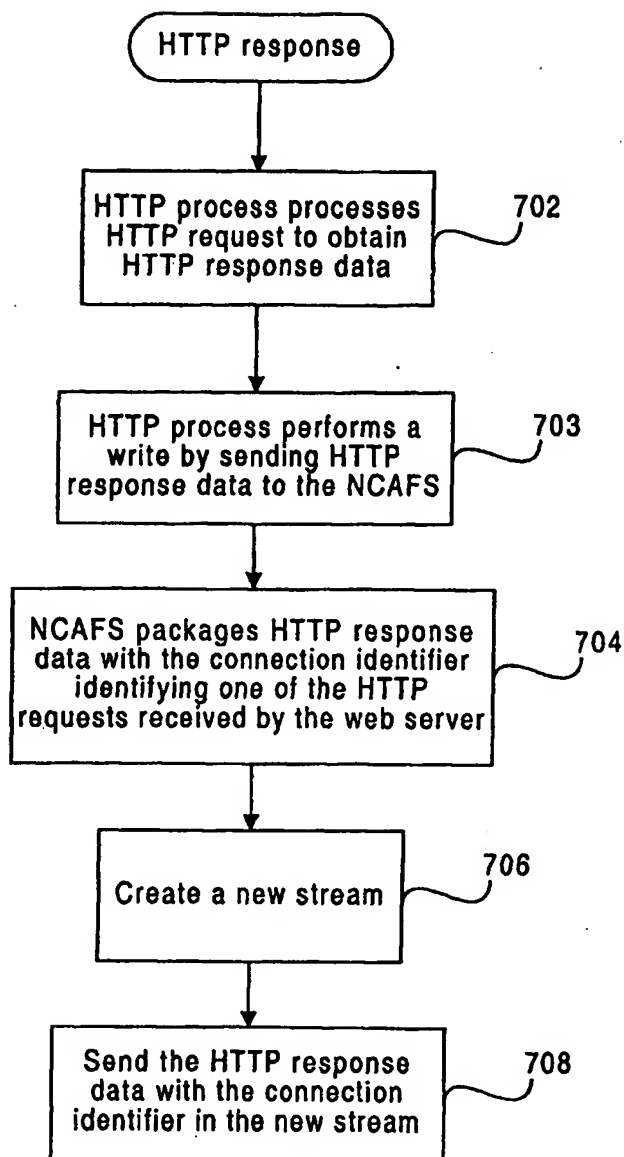 HTTP response
HTTP process processes
HTTP request to obtain
HTTP response data
702
HTTP process performs a
write by sending HTTP
response data to the NCAFS
703
NCAFS packages HTTP response
data with the connection identifier
identifying one of the HTTP
requests received by the web server
704
Create a new stream
706
Send the HTTP response
data with the connection
identifier in the new stream
708